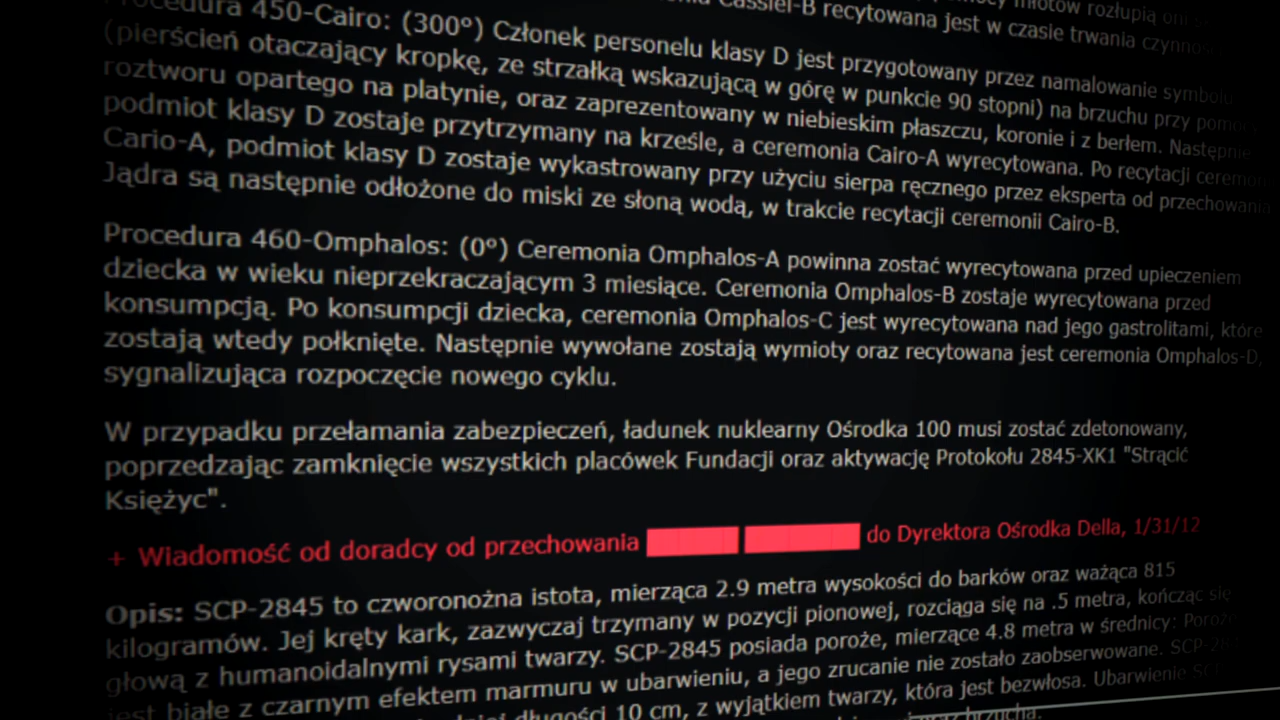 Cassiel-B recytowana jest w czasie trwania
Procedura 450-Cairo: (300°) Członek personelu klasy D jest przygotowany przez namalowanie symbolu
(pierścień otaczający kropkę, ze strzałką wskazującą w górę w punkcie 90 stopni) na brzuchu przy pomocy
roztworu opartego na platynie, oraz zaprezentowany w niebieskim płaszczu, koronie i z berłem. Następnie
podmiot klasy D zostaje przytrzymany na krześle, a ceremonia Cairo-A wyrecytowana. Po recytacji
Cario-A, podmiot klasy D zostaje wykastrowany przy użyciu sierpa ręcznego przez eksperta od przechowania.
Jądra są następnie odłożone do miski ze słoną wodą, w trakcie recytacji ceremonii Cairo-B.
Procedura 460-Omphalos: (0°) Ceremonia Omphalos-A powinna zostać wyrecytowana przed upieczeniem
dziecka w wieku nieprzekraczającym 3 miesiące. Ceremonia Omphalos-B zostaje wyrecytowana przed
konsumpcją. Po konsumpcji dziecka, ceremonia Omphalos-C jest wyrecytowana nad jego gastrolitami, które
zostają wtedy połknięte. Następnie wywołane zostają wymioty oraz recytowana jest ceremonia Omphalos-D,
sygnalizująca rozpoczęcie nowego cyklu.
W przypadku przełamania zabezpieczeń, ładunek nuklearny Ośrodka 100 musi zostać zdetonowany,
poprzedzając zamknięcie wszystkich placówek Fundacji oraz aktywację Protokołu 2845-XK1 "Strącić
Księżyc".
+ Wiadomość od doradcy od przechowania do Dyrektora Ośrodka Della, 1/31/12
Opis: SCP-2845 to czworonożna istota, mierząca 2.9 metra wysokości do barków oraz ważąca 815
kilogramów. Jej kręty kark, zazwyczaj trzymany w pozycji pionowej, rozciąga się na .5 metra, kończąc się
głową z humanoidalnymi rysami twarzy. SCP-2845 posiada poroże, mierzące 4.8 metra w średnicy: Poroże
jest białe z czarnym efektem marmuru w ubarwieniu, a jego zrucanie nie zostało zaobserwowane.
długości 10 cm, z wyjątkiem twarzy, która jest bezwłosa. Ubarwienie
brzucha.